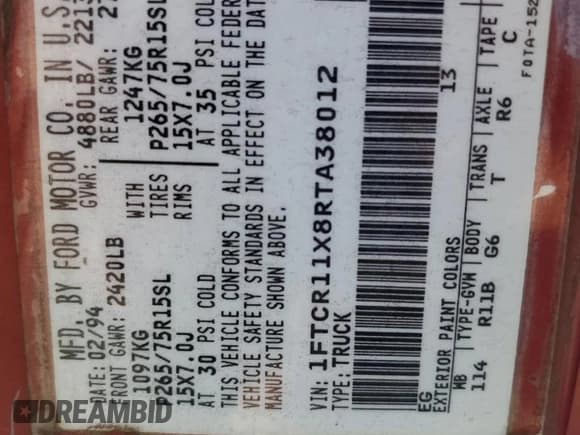 MFD. BY FORD MOTOR CO. IN U.S.
DATE: 02/94 GVWR: 4880LB/ 2213
FRONT GAWR: 2420LB REAR GAWR: 27
1097KG WITH 1247KG
P265/75R15SL TIRES P265/75R15SL
15X7.0J RIMS 15X7.0J
AT 30 PSI COLD AT 35 PSI COLD
THIS VEHICLE CONFORMS TO ALL APPLICABLE FEDER
VEHICLE SAFETY STANDARDS IN EFFECT ON THE DAT
MANUFACTURE SHOWN ABOVE.
VIN: 1FTCR11X8RTA38012
TYPE: TRUCK
EG 13
EXTERIOR PAINT COLORS
WB TYPE-GVM BODY TRANS AXLE TAPE
114 R11B G6 T R6 C
F0TA-152
DREAMBID